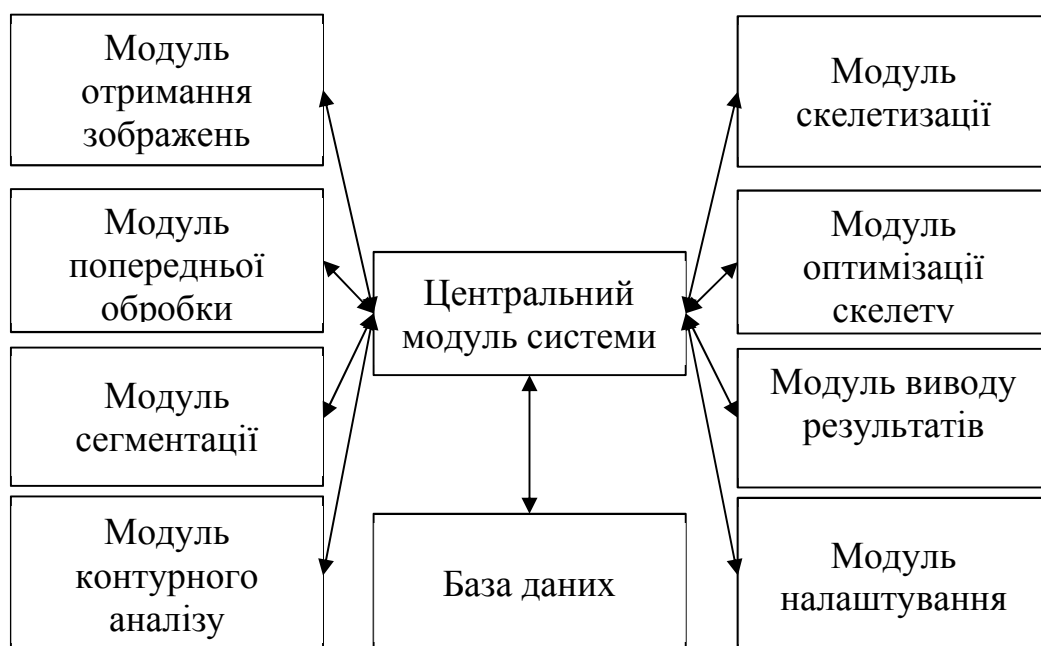 Модуль
отримання
зображень
Модуль
попередньої
обробки
Модуль
сегментації
Модуль
контурного
аналізу
Центральний
модуль системи
База даних
Модуль
скелетизації
Модуль
оптимізації
скелету
Модуль виводу
результатів
Модуль
налаштування